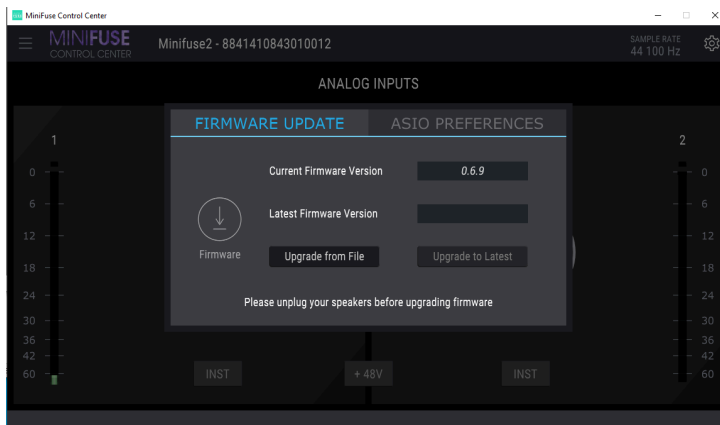 MiniFuse Control Center
MINIFUSE
CONTROL CENTER
Minifuse2 - 8841410843010012
SAMPLE RATE
44 100 Hz
ANALOG INPUTS
FIRMWARE UPDATE
ASIO PREFERENCES
Current Firmware Version
0.6.9
Latest Firmware Version
Firmware
Upgrade from File
Upgrade to Latest
Please unplug your speakers before upgrading firmware
1
0
6
12
18
24
30
36
42
60
2
0
6
12
18
24
30
36
42
60
INST
+ 48V
INST